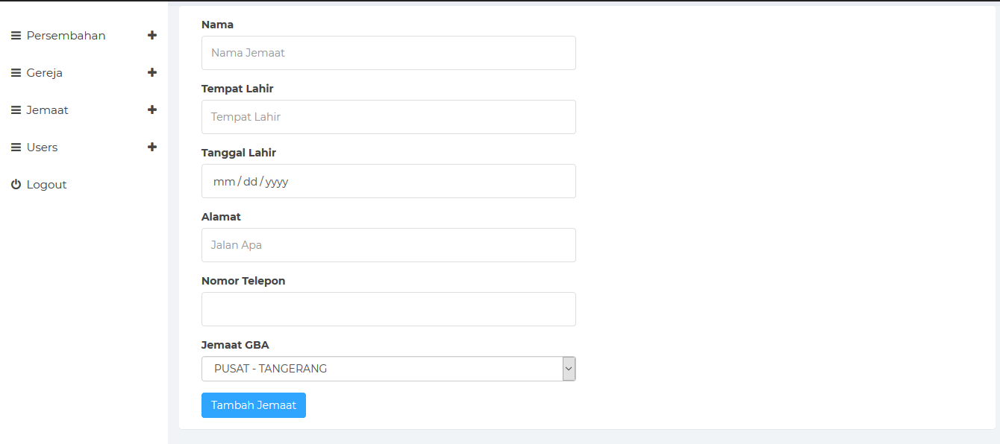 Persembahan
Gereja
Jemaat
Users
Logout
Nama
Nama Jemaat
Tempat Lahir
Tempat Lahir
Tanggal Lahir
mm / dd / yyyy
Alamat
Jalan Apa
Nomor Telepon
Jemaat GBA
PUSAT - TANGERANG
Tambah Jemaat